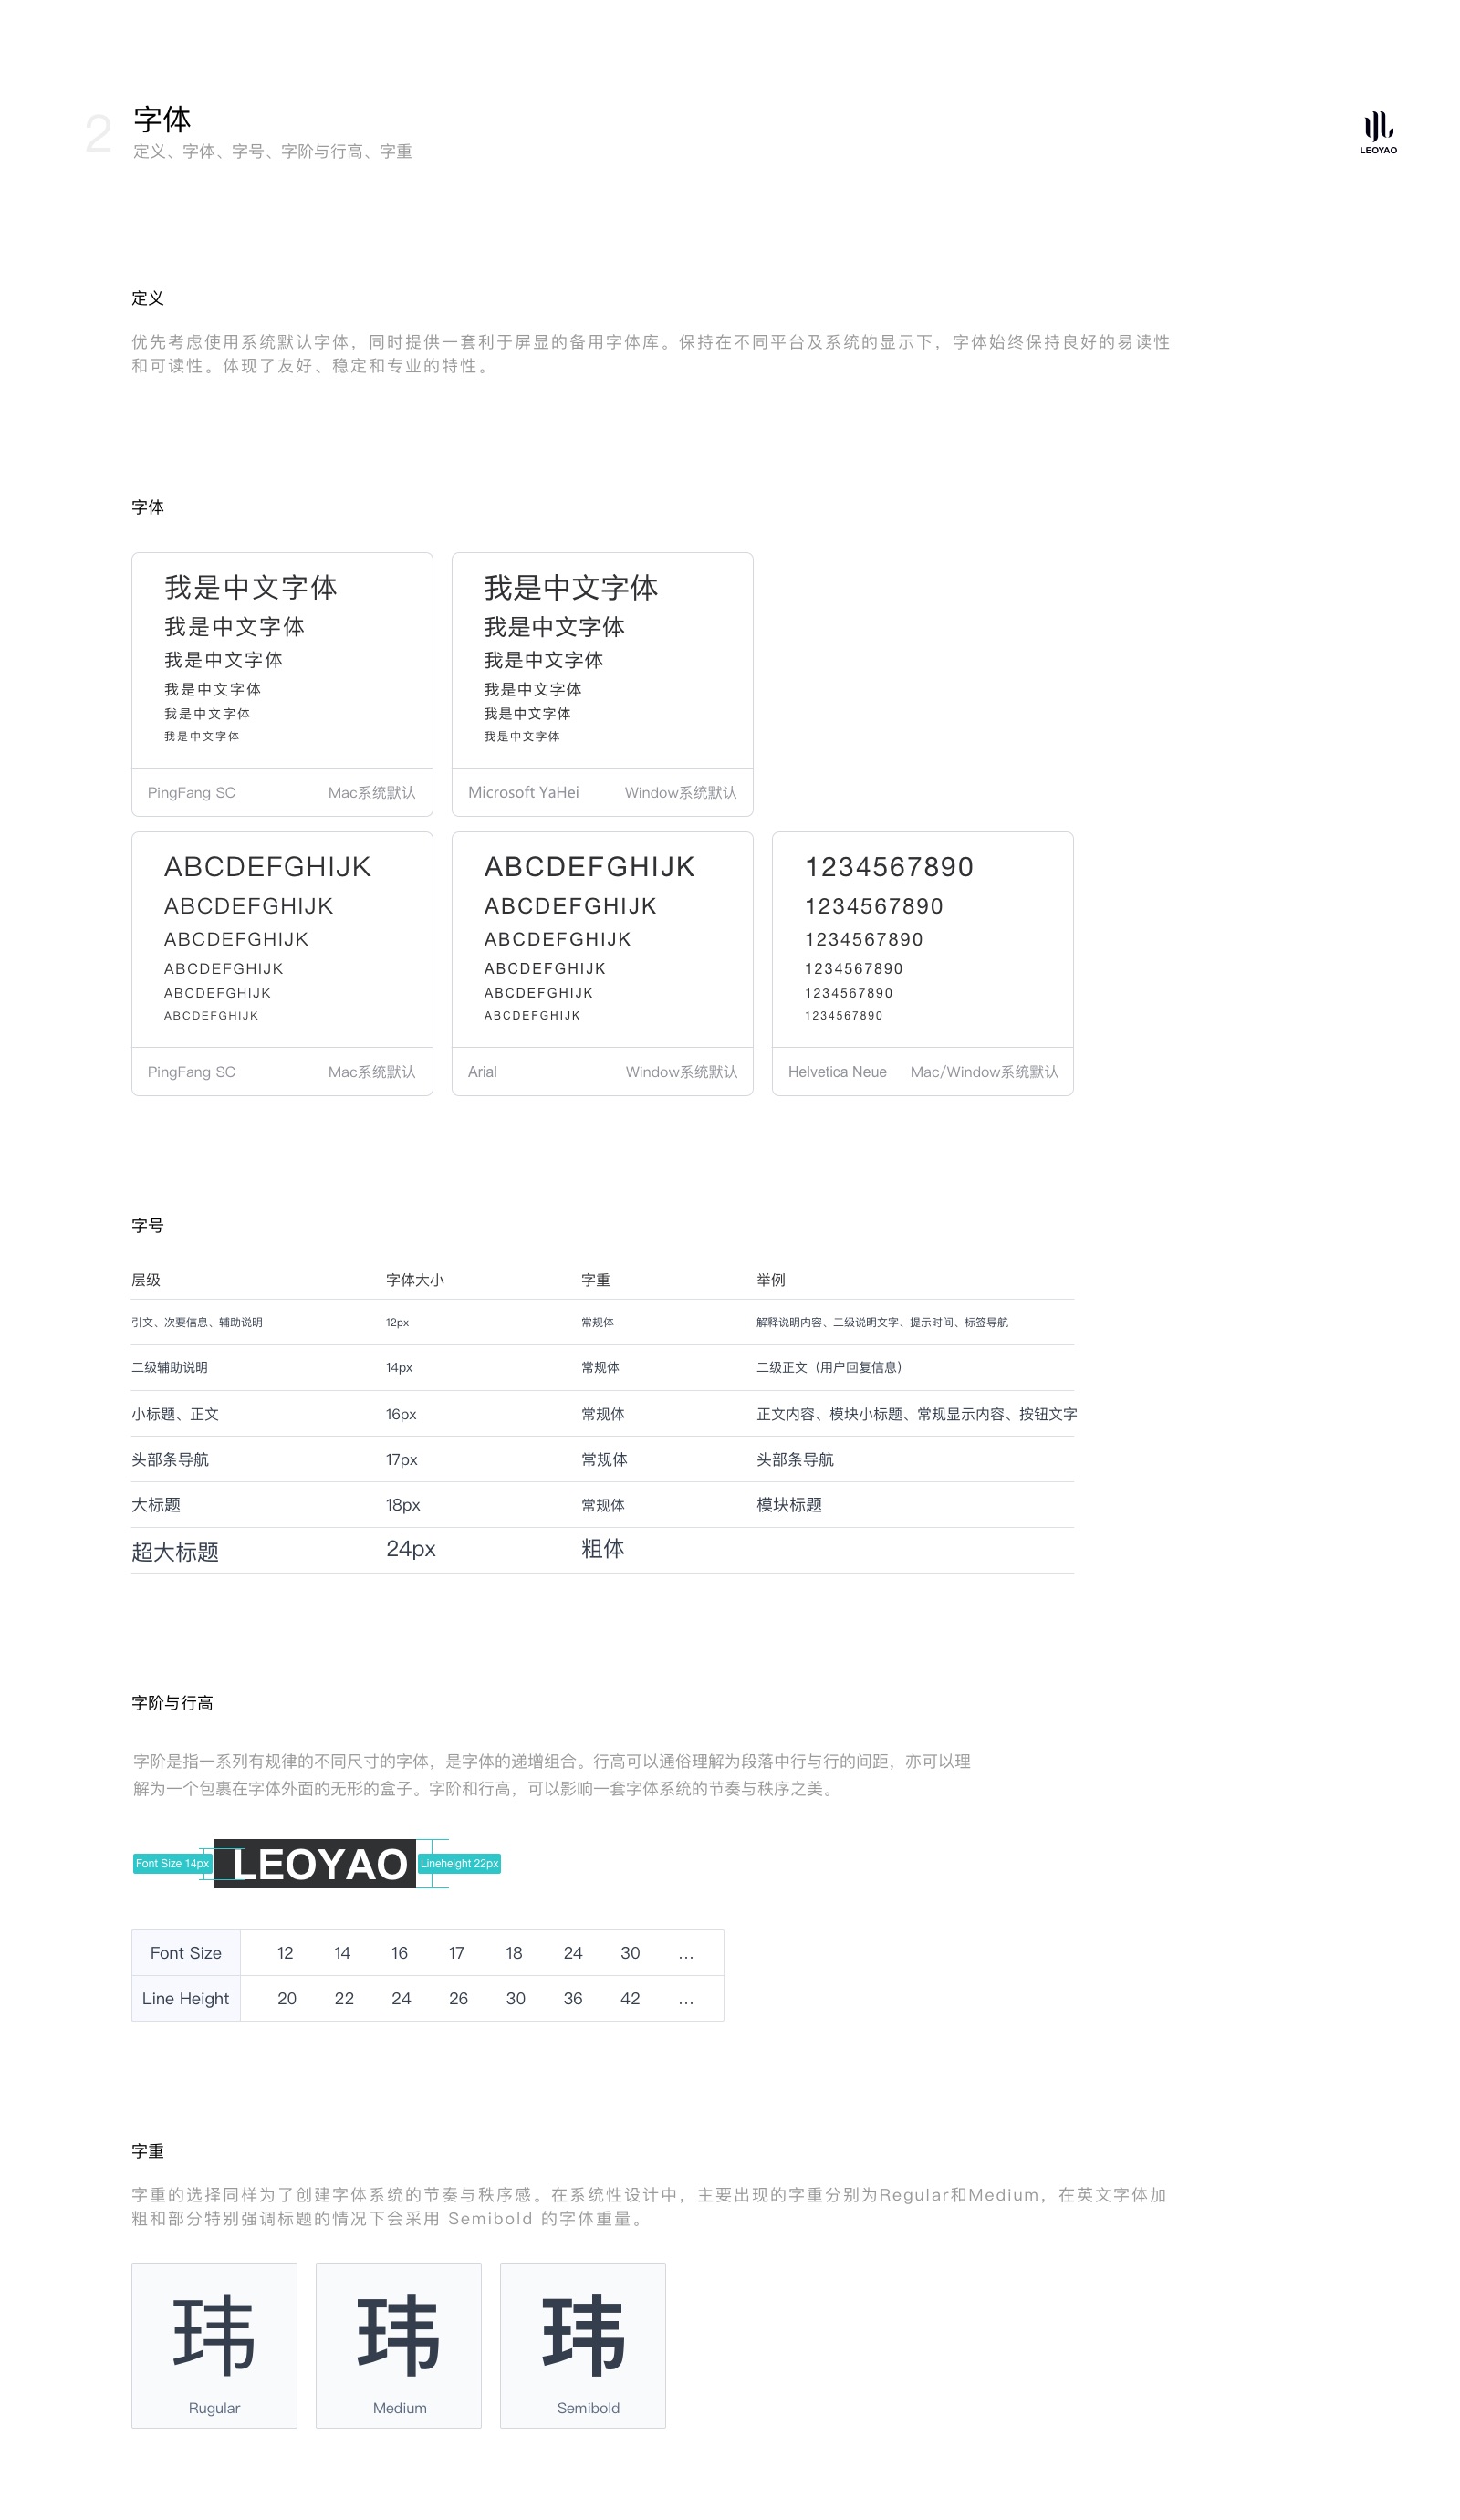 2
字体
定义、字体、字号、字阶与行高、字重
LEOYAO
定义
优先考虑使用系统默认字体，同时提供一套利于屏显的备用字体库。保持在不同平台及系统的显示下，字体始终保持良好的易读性
和可读性。体现了友好、稳定和专业的特性。
字体
我是中文字体
我是中文字体
我是中文字体
我是中文字体
我是中文字体
我是中文字体
PingFang SC Mac系统默认
我是中文字体
我是中文字体
我是中文字体
我是中文字体
我是中文字体
我是中文字体
Microsoft YaHei Window系统默认
ABCDEFGHIJK
ABCDEFGHIJK
ABCDEFGHIJK
ABCDEFGHIJK
ABCDEFGHIJK
ABCDEFGHIJK
PingFang SC Mac系统默认
ABCDEFGHIJK
ABCDEFGHIJK
ABCDEFGHIJK
ABCDEFGHIJK
ABCDEFGHIJK
ABCDEFGHIJK
Arial Window系统默认
1234567890
1234567890
1234567890
1234567890
1234567890
1234567890
Helvetica Neue Mac/Window系统默认
字号
层级 字体大小 字重 举例
引文、次要信息、辅助说明 12px 常规体 解释说明内容、二级说明文字、提示时间、标签导航
二级辅助说明 14px 常规体 二级正文（用户回复信息）
小标题、正文 16px 常规体 正文内容、模块小标题、常规显示内容、按钮文字
头部条导航 17px 常规体 头部条导航
大标题 18px 常规体 模块标题
超大标题 24px 粗体
字阶与行高
字阶是指一系列有规律的不同尺寸的字体，是字体的递增组合。行高可以通俗理解为段落中行与行的间距，亦可以理
解为一个包裹在字体外面的无形的盒子。字阶和行高，可以影响一套字体系统的节奏与秩序之美。
Font Size 14px LEOYAO Lineheight 22px
Font Size 12 14 16 17 18 24 30 ...
Line Height 20 22 24 26 30 36 42 ...
字重
字重的选择同样为了创建字体系统的节奏与秩序感。在系统性设计中，主要出现的字重分别为Regular和Medium，在英文字体加
粗和部分特别强调标题的情况下会采用 Semibold 的字体重量。
玮 玮 玮
Rugular Medium Semibold